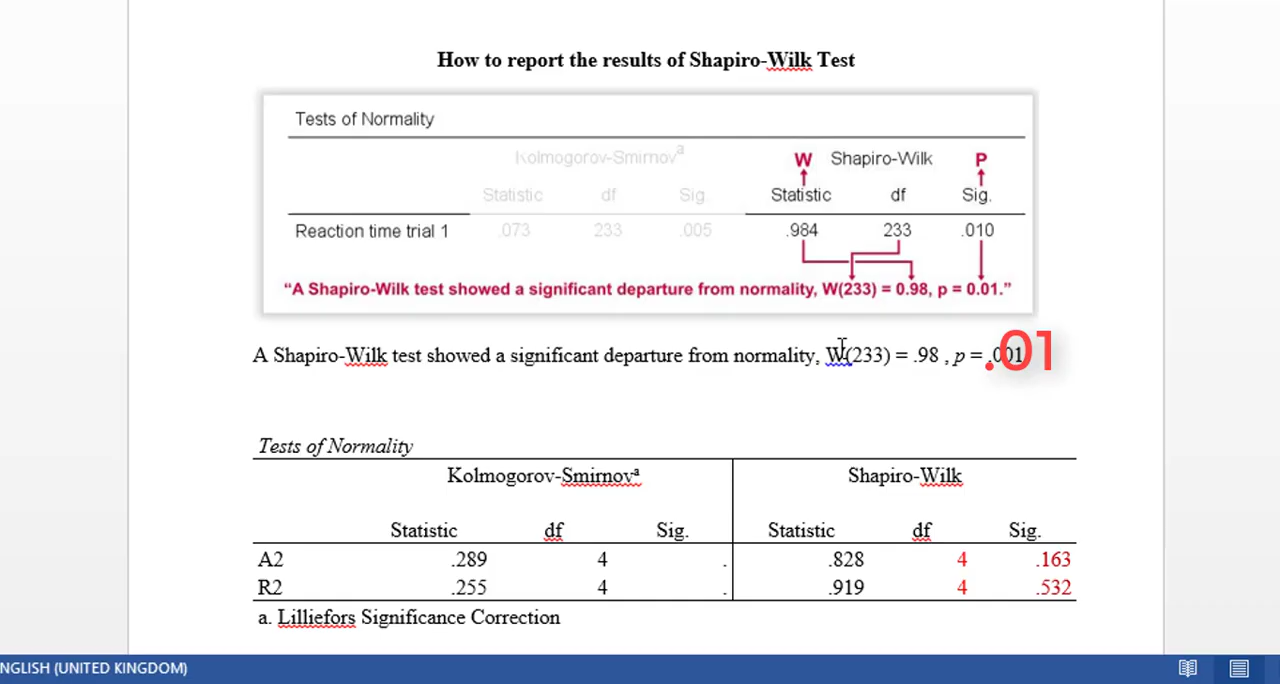 How to report the results of Shapiro-Wilk Test
Tests of Normality
Kolmogorov-Smirnov a W Shapiro-Wilk P
Statistic df Sig. Statistic df Sig.
Reaction time trial 1 .073 233 .005 .984 233 .010
“A Shapiro-Wilk test showed a significant departure from normality, W(233) = 0.98, p = 0.01.”
A Shapiro-Wilk test showed a significant departure from normality, W(233) = .98 , p = .001
.01
Tests of Normality
Kolmogorov-Smirnovᵃ Shapiro-Wilk
Statistic df Sig. Statistic df Sig.
A2 .289 4 . .828 4 .163
R2 .255 4 . .919 4 .532
a. Lilliefors Significance Correction
NGLISH (UNITED KINGDOM)